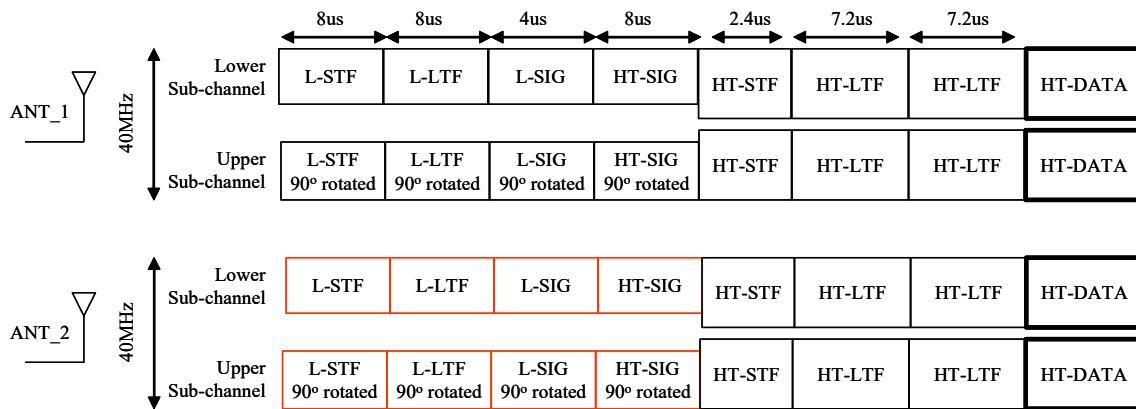 8us 8us 4us 8us 2.4us 7.2us 7.2us
ANT_1
40MHz
Lower
Sub-channel
L-STF L-LTF L-SIG HT-SIG HT-STF HT-LTF HT-LTF HT-DATA
Upper
Sub-channel
L-STF L-LTF L-SIG HT-SIG HT-STF HT-LTF HT-LTF HT-DATA
90º rotated 90º rotated 90º rotated 90º rotated
ANT_2
40MHz
Lower
Sub-channel
L-STF L-LTF L-SIG HT-SIG HT-STF HT-LTF HT-LTF HT-DATA
Upper
Sub-channel
L-STF L-LTF L-SIG HT-SIG HT-STF HT-LTF HT-LTF HT-DATA
90º rotated 90º rotated 90º rotated 90º rotated